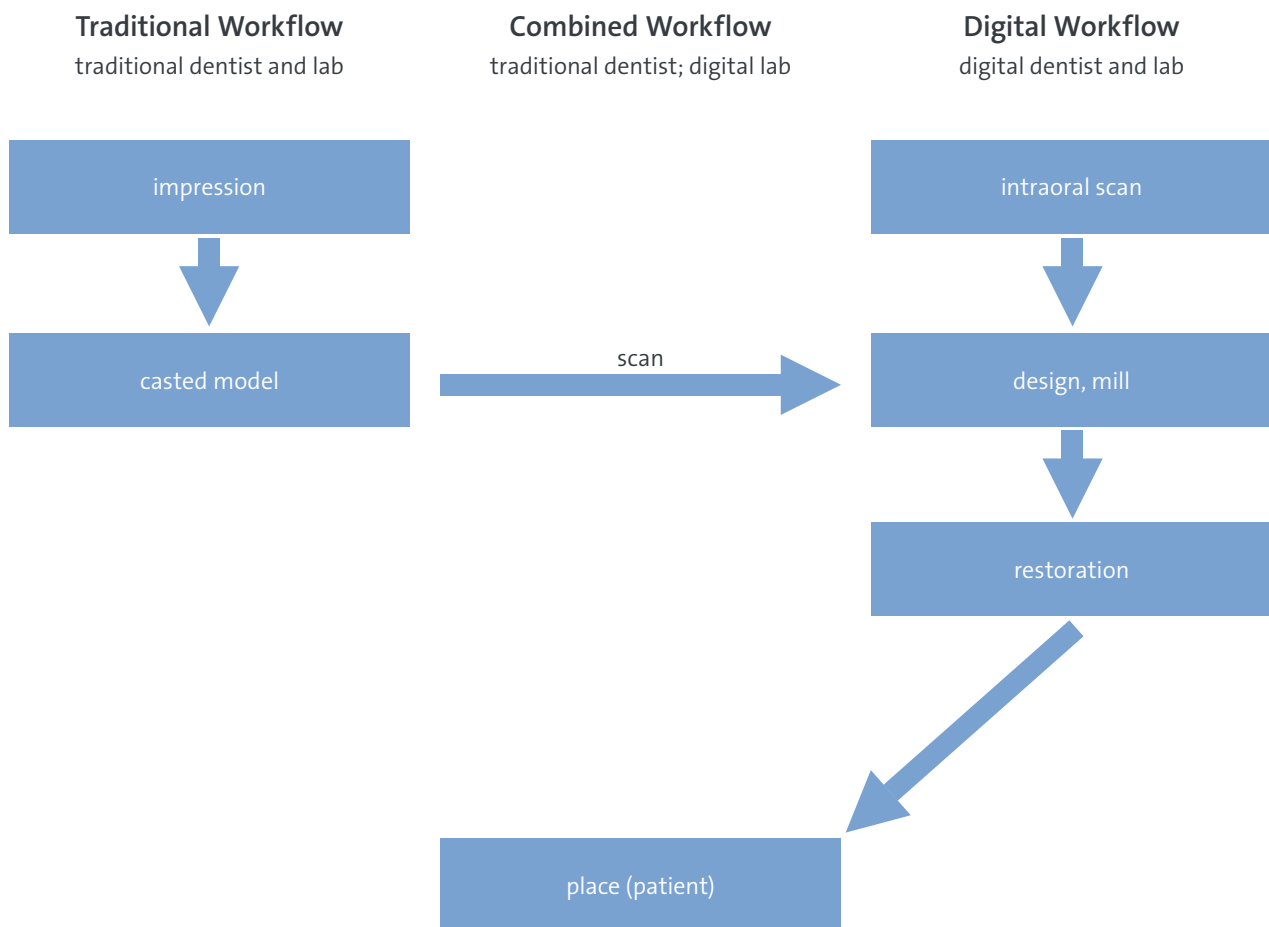 Traditional Workflow
traditional dentist and lab
Combined Workflow
traditional dentist; digital lab
Digital Workflow
digital dentist and lab
impression
intraoral scan
casted model
scan
design, mill
restoration
place (patient)